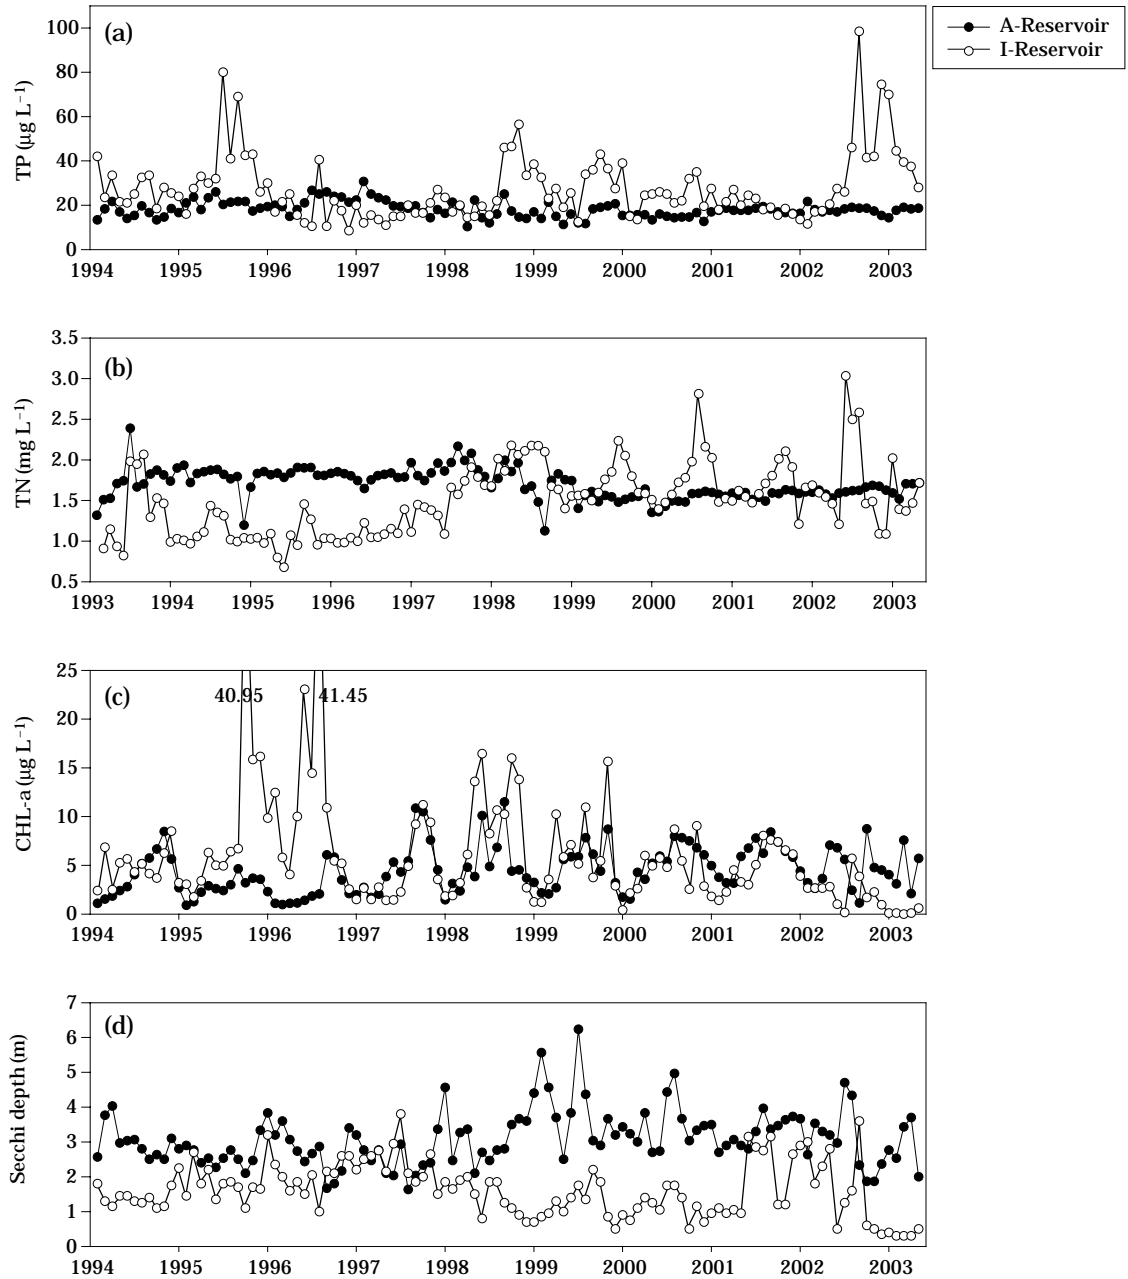 A-Reservoir
I-Reservoir
(a)
TP (μg L⁻¹)
100
80
60
40
20
0
1994 1995 1996 1997 1998 1999 2000 2001 2002 2003
(b)
TN (mg L⁻¹)
3.5
3.0
2.5
2.0
1.5
1.0
0.5
1993 1994 1995 1996 1997 1998 1999 2000 2001 2002 2003
(c)
40.95 41.45
CHL-a (μg L⁻¹)
25
20
15
10
5
0
1994 1995 1996 1997 1998 1999 2000 2001 2002 2003
(d)
Secchi depth (m)
7
6
5
4
3
2
1
0
1994 1995 1996 1997 1998 1999 2000 2001 2002 2003